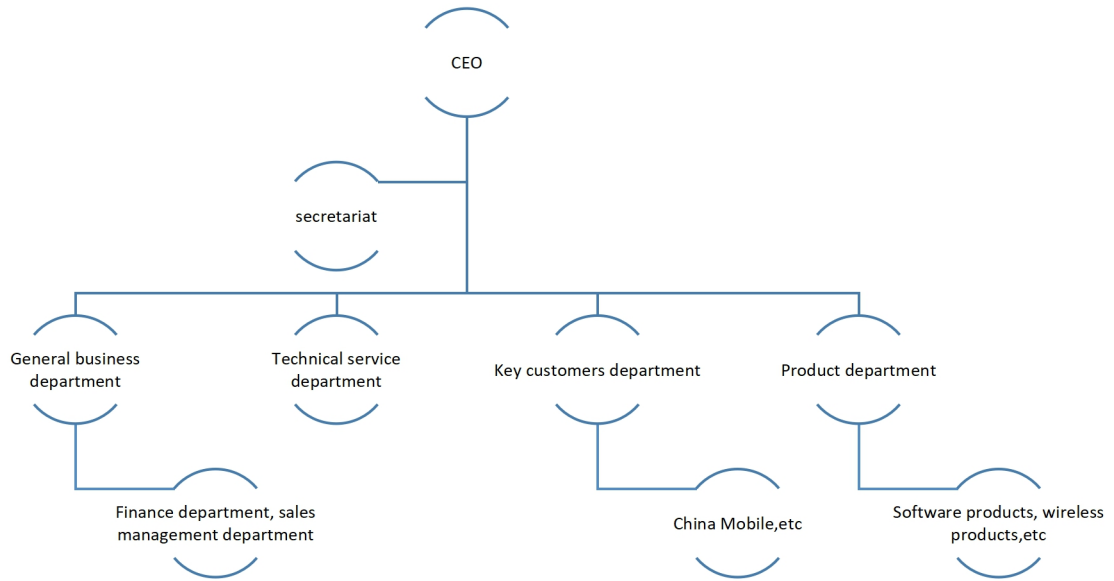 CEO
secretariat
General business
department
Technical service
department
Key customers department
Product department
Finance department, sales
management department
China Mobile,etc
Software products, wireless
products,etc